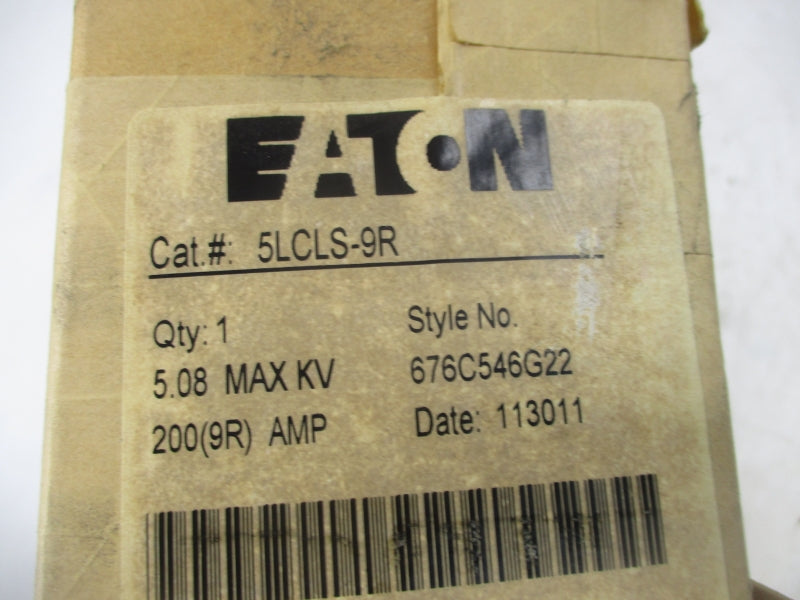 EATON
Cat.#: 5LCLS-9R
Qty: 1
Style No.
5.08 MAX KV
676C546G22
200(9R) AMP
Date: 113011